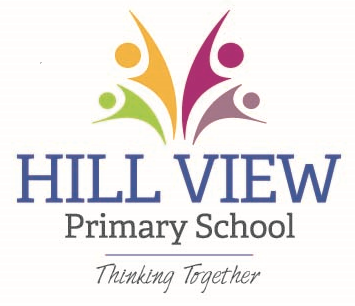 HILL VIEW
Primary School
Thinking Together